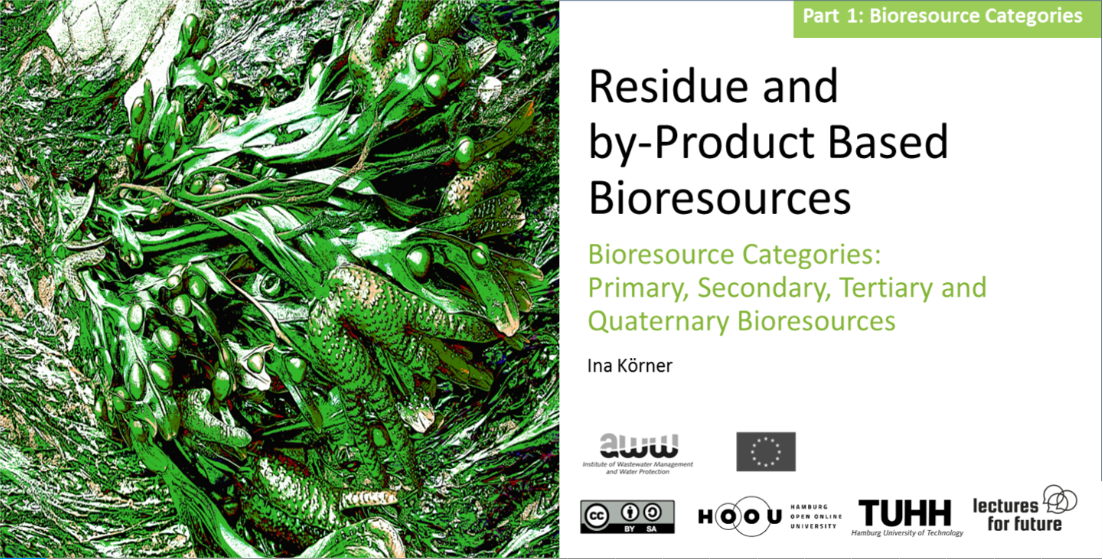 Part 1: Bioresource Categories
Residue and
by-Product Based
Bioresources
Bioresource Categories:
Primary, Secondary, Tertiary and
Quaternary Bioresources
Ina Körner
aww
Institute of Wastewater Management
and Water Protection
cc
BY SA
HOOU
HAMBURG
OPEN ONLINE
UNIVERSITY
TUHH
Hamburg University of Technology
lectures
for future